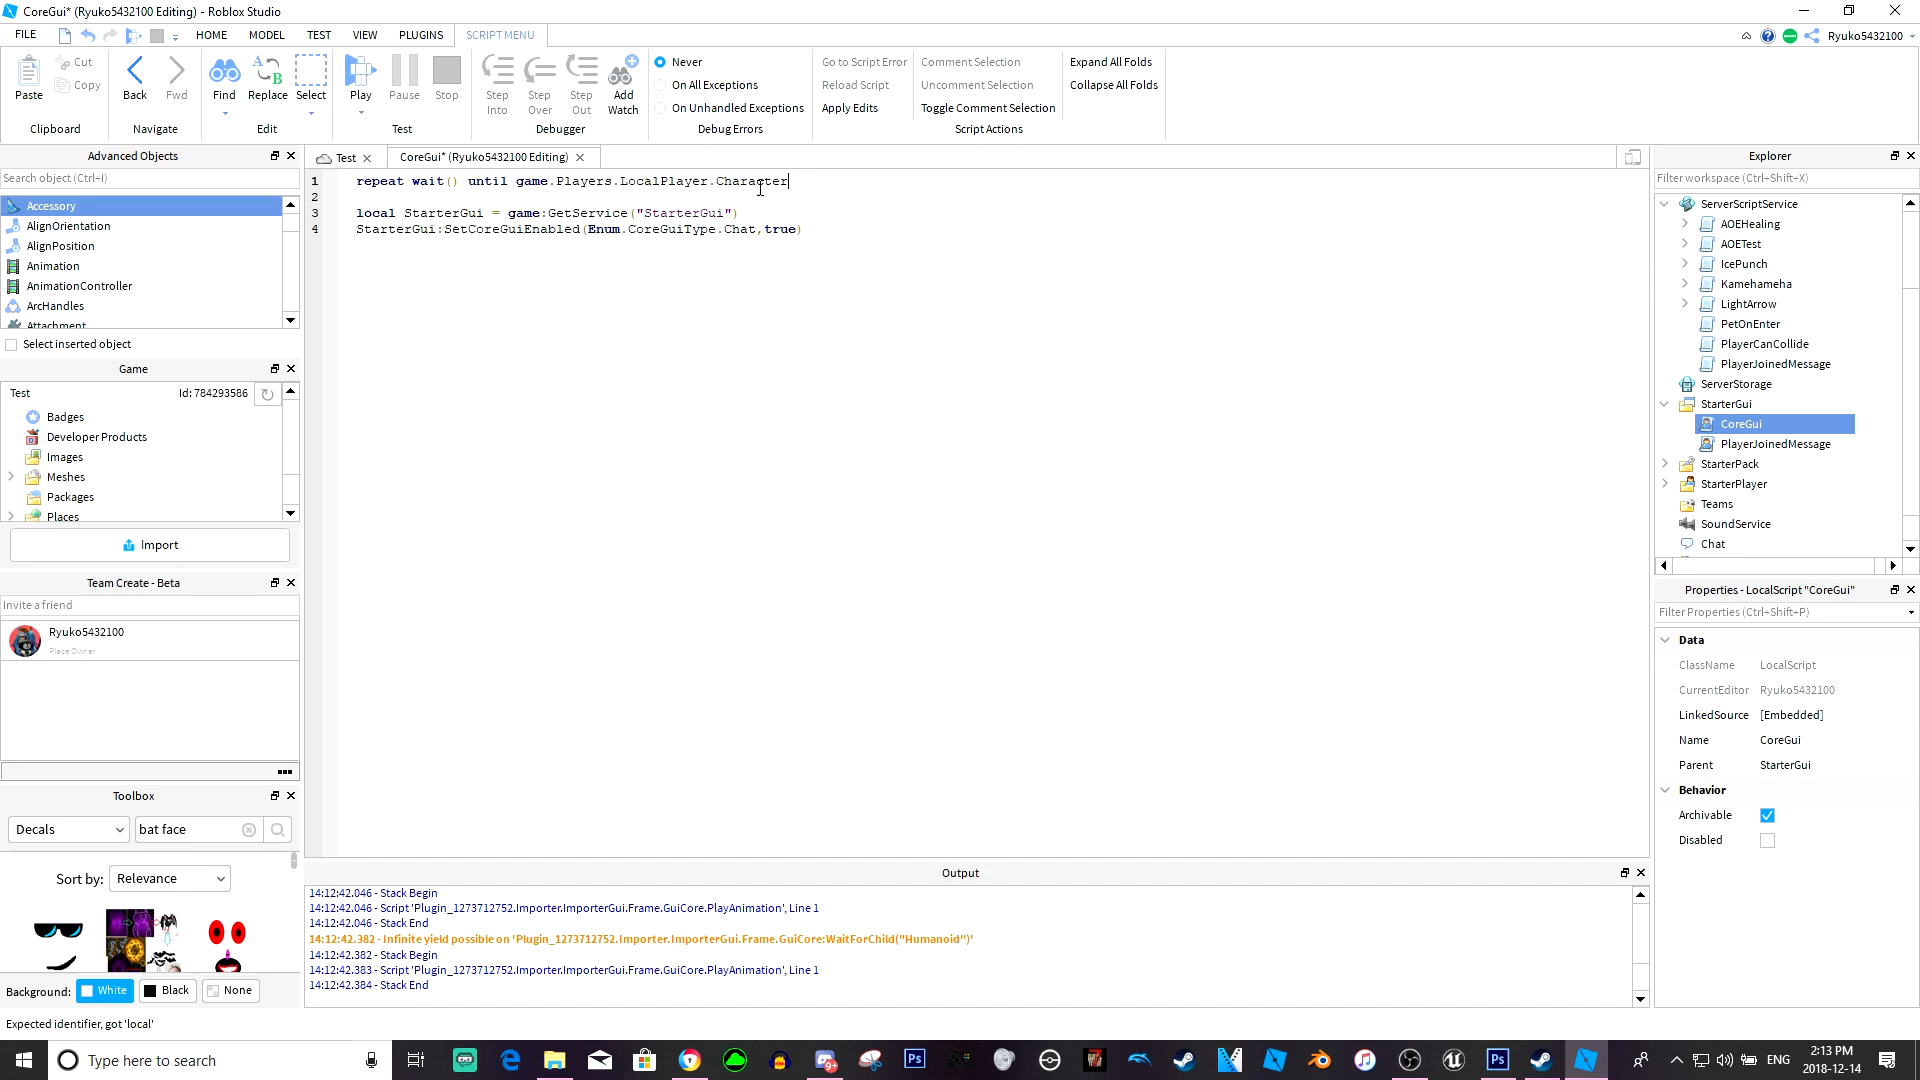 CoreGui* (Ryuko5432100 Editing) - Roblox Studio
FILE HOME MODEL TEST VIEW PLUGINS SCRIPT MENU Ryuko5432100
Paste Cut Copy Back Fwd Find Replace Select Play Pause Stop Step Into Step Over Step Out Add Watch
Never Go to Script Error Comment Selection Expand All Folds
On All Exceptions Reload Script Uncomment Selection Collapse All Folds
On Unhandled Exceptions Apply Edits Toggle Comment Selection
Clipboard Navigate Edit Test Debugger Debug Errors Script Actions
Advanced Objects
Search object (Ctrl+I)
Accessory
AlignOrientation
AlignPosition
Animation
AnimationController
ArcHandles
Attachment
Select inserted object
Game
Test Id: 784293586
Badges
Developer Products
Images
Meshes
Packages
Places
Import
Team Create - Beta
Invite a friend
Ryuko5432100
Place Owner
Toolbox
Decals bat face
Sort by: Relevance
Background: White Black None
Expected identifier, got 'local'
Test CoreGui* (Ryuko5432100 Editing)
1 repeat wait() until game.Players.LocalPlayer.Character
2
3 local StarterGui = game:GetService("StarterGui")
4 StarterGui:SetCoreGuiEnabled(Enum.CoreGuiType.Chat,true)
Output
14:12:42.046 - Stack Begin
14:12:42.046 - Script 'Plugin_1273712752.Importer.ImporterGui.Frame.GuiCore.PlayAnimation', Line 1
14:12:42.046 - Stack End
14:12:42.382 - Infinite yield possible on 'Plugin_1273712752.Importer.ImporterGui.Frame.GuiCore:WaitForChild("Humanoid")'
14:12:42.382 - Stack Begin
14:12:42.383 - Script 'Plugin_1273712752.Importer.ImporterGui.Frame.GuiCore.PlayAnimation', Line 1
14:12:42.384 - Stack End
Explorer
Filter workspace (Ctrl+Shift+X)
ServerScriptService
AOEHealing
AOETest
IcePunch
Kamehameha
LightArrow
PetOnEnter
PlayerCanCollide
PlayerJoinedMessage
ServerStorage
StarterGui
CoreGui
PlayerJoinedMessage
StarterPack
StarterPlayer
Teams
SoundService
Chat
Properties - LocalScript "CoreGui"
Filter Properties (Ctrl+Shift+P)
Data
ClassName LocalScript
CurrentEditor Ryuko5432100
LinkedSource [Embedded]
Name CoreGui
Parent StarterGui
Behavior
Archivable
Disabled
Type here to search
Ps
9+
Ps
ENG
2:13 PM
2018-12-14